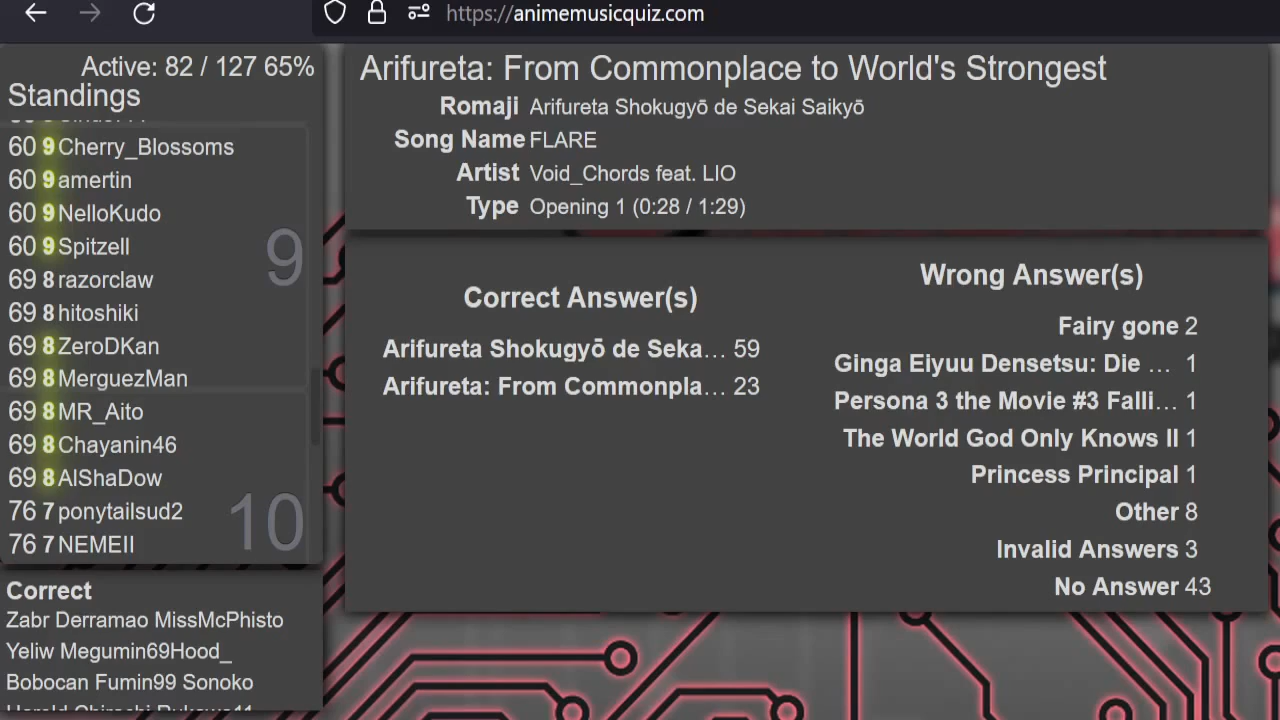 https://animemusicquiz.com
Active: 82 / 127 65%
Standings
60 9 Cherry_Blossoms
60 9 amertin
60 9 NelloKudo
60 9 Spitzell
9
69 8 razorclaw
69 8 hitoshiki
69 8 ZeroDKan
69 8 MerguezMan
69 8 MR_Aito
69 8 Chayanin46
69 8 AlShaDow
76 7 ponytailsud2
10
76 7 NEMEII
Correct
Zabr Derramao MissMcPhisto
Yeliw Megumin69Hood_
Bobocan Fumin99 Sonoko
Arifureta: From Commonplace to World's Strongest
Romaji Arifureta Shokugyō de Sekai Saikyō
Song Name FLARE
Artist Void_Chords feat. LIO
Type Opening 1 (0:28 / 1:29)
Correct Answer(s)
Arifureta Shokugyō de Seka... 59
Arifureta: From Commonpla... 23
Wrong Answer(s)
Fairy gone 2
Ginga Eiyuu Densetsu: Die ... 1
Persona 3 the Movie #3 Falli... 1
The World God Only Knows II 1
Princess Principal 1
Other 8
Invalid Answers 3
No Answer 43